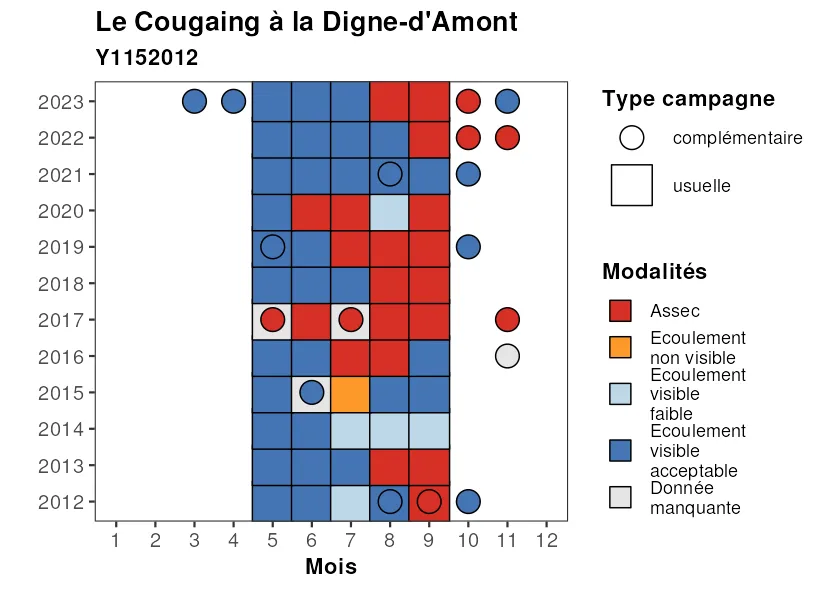 Le Cougaing à la Digne-d'Amont
Y1152012
2023
2022
2021
2020
2019
2018
2017
2016
2015
2014
2013
2012
1 2 3 4 5 6 7 8 9 10 11 12
Mois
Type campagne
complémentaire
usuelle
Modalités
Assec
Ecoulement
non visible
Ecoulement
visible
faible
Ecoulement
visible
acceptable
Donnée
manquante